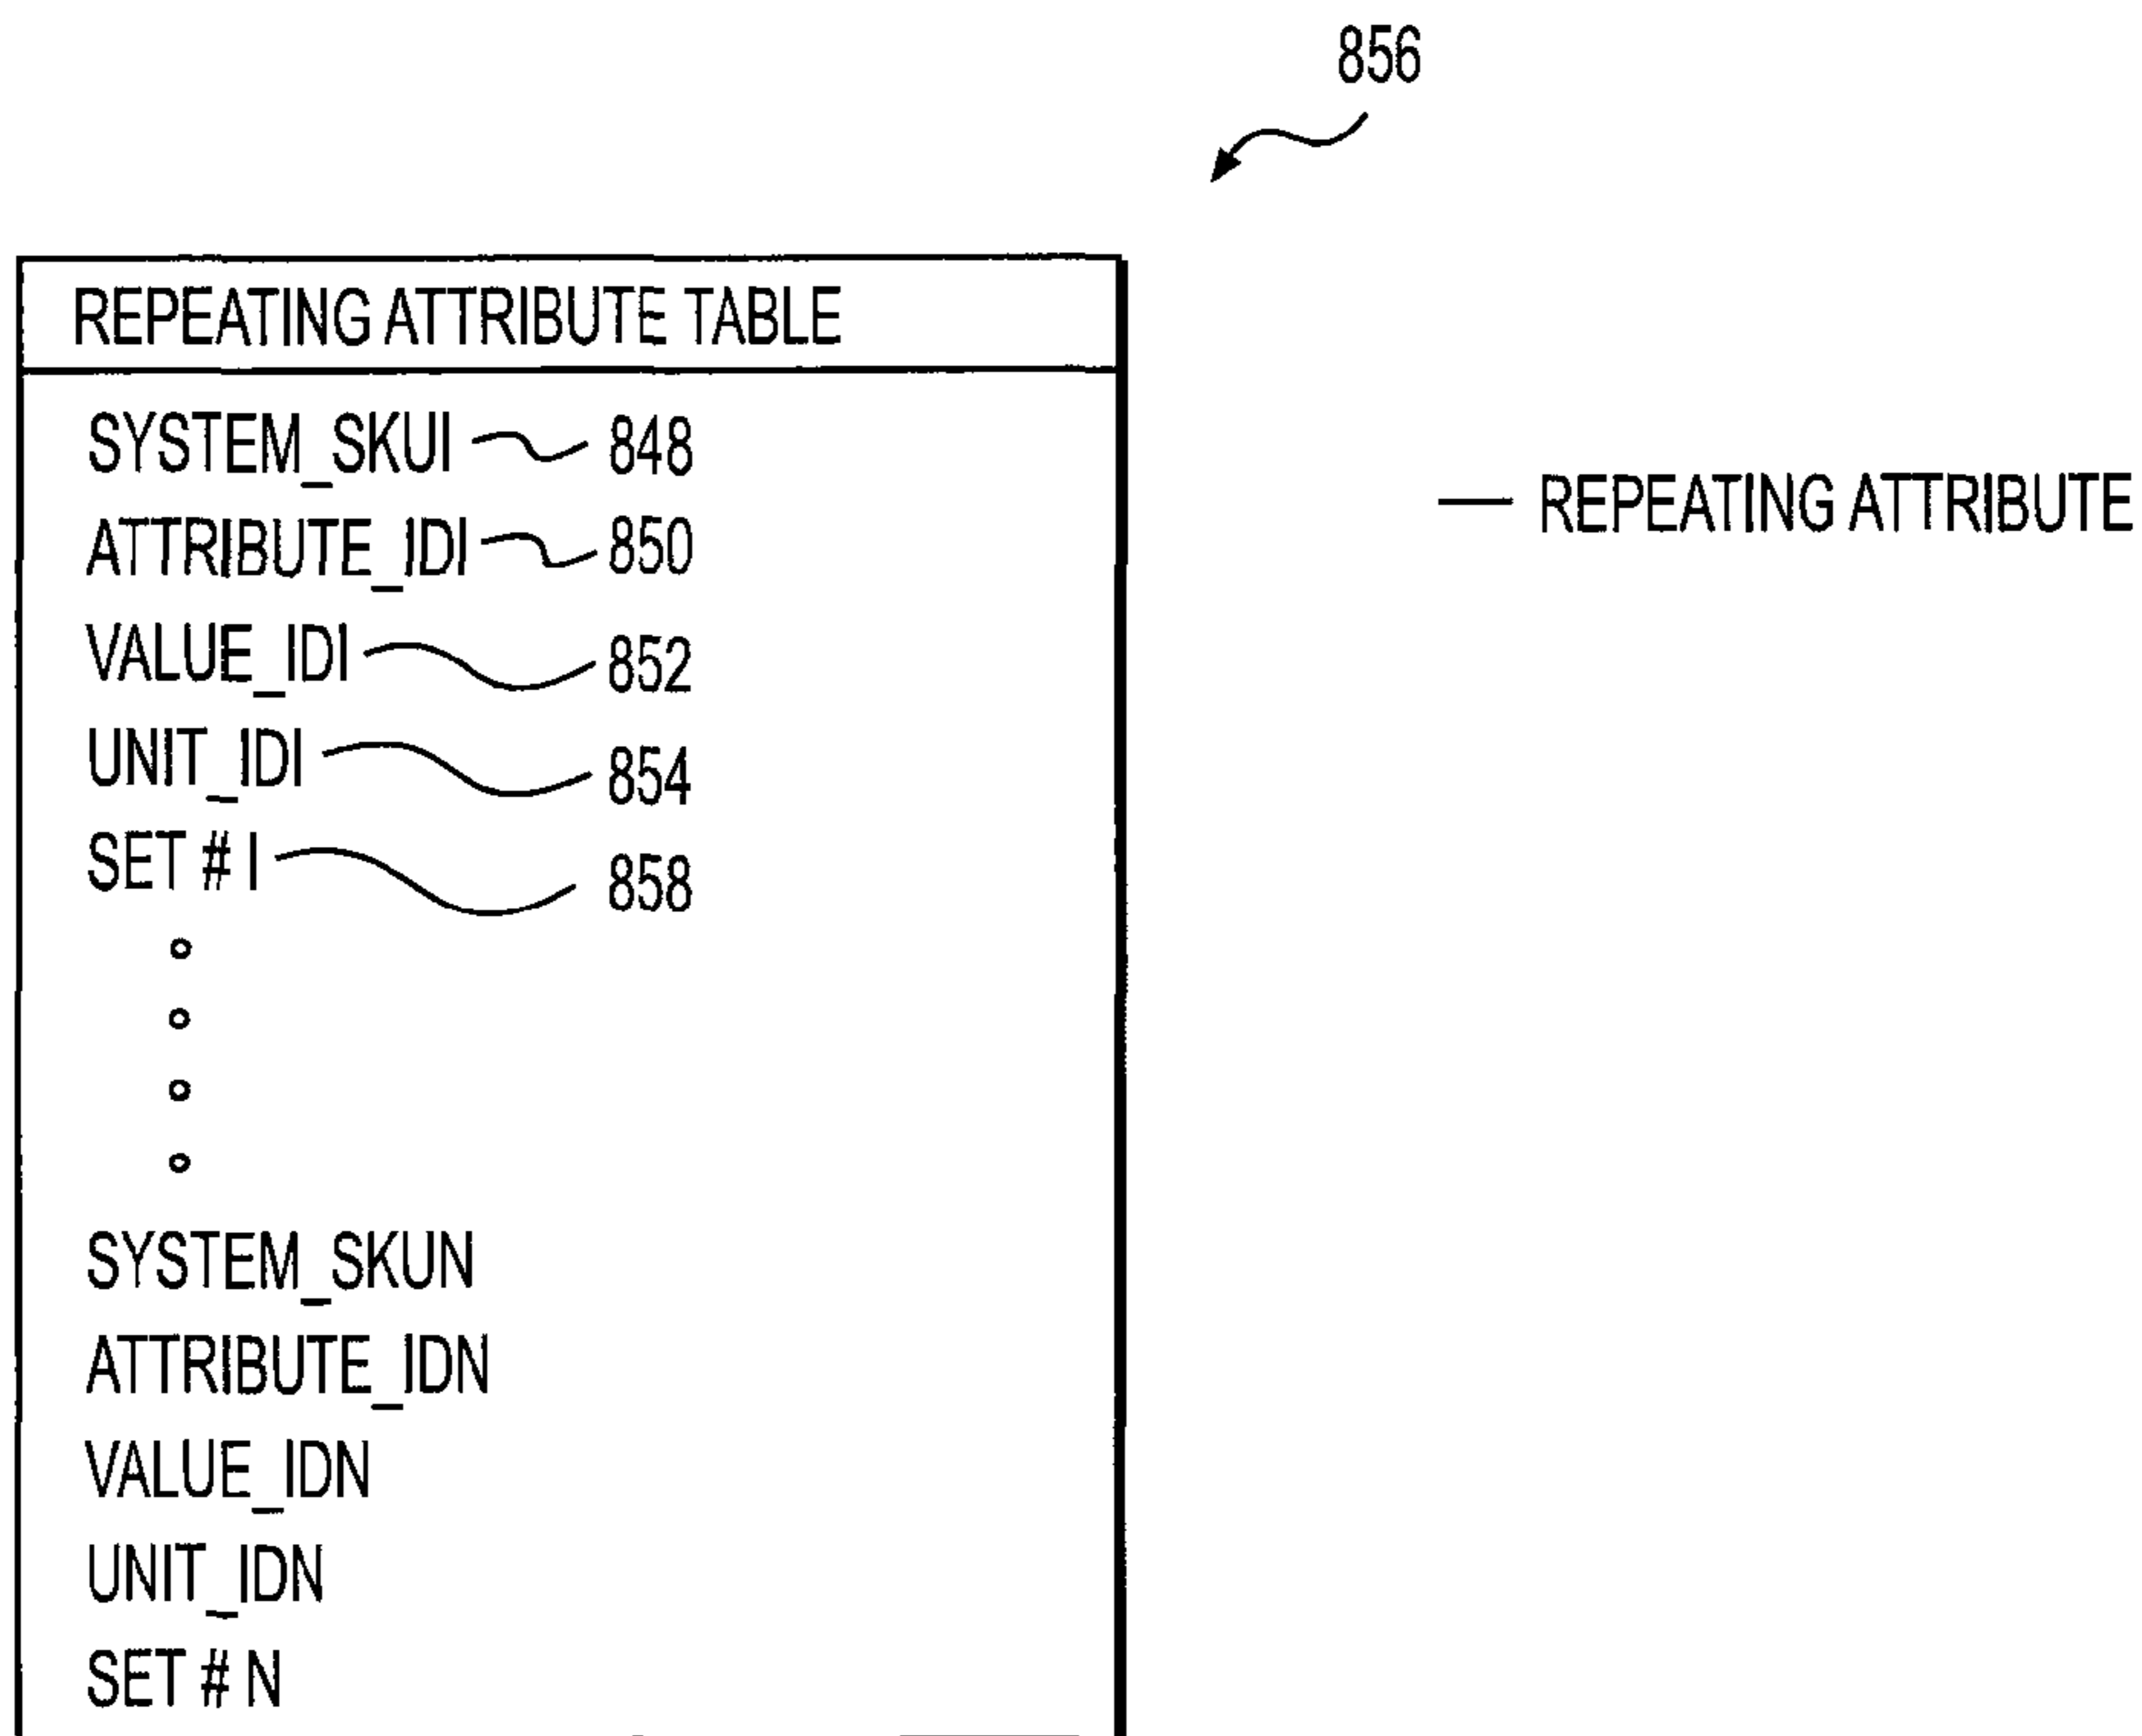 856
REPEATING ATTRIBUTE TABLE
SYSTEM_SKUI 848
ATTRIBUTE_IDI 850
VALUE_IDI 852
UNIT_IDI 854
SET # I 858
SYSTEM_SKUN
ATTRIBUTE_IDN
VALUE_IDN
UNIT_IDN
SET # N
— REPEATING ATTRIBUTE